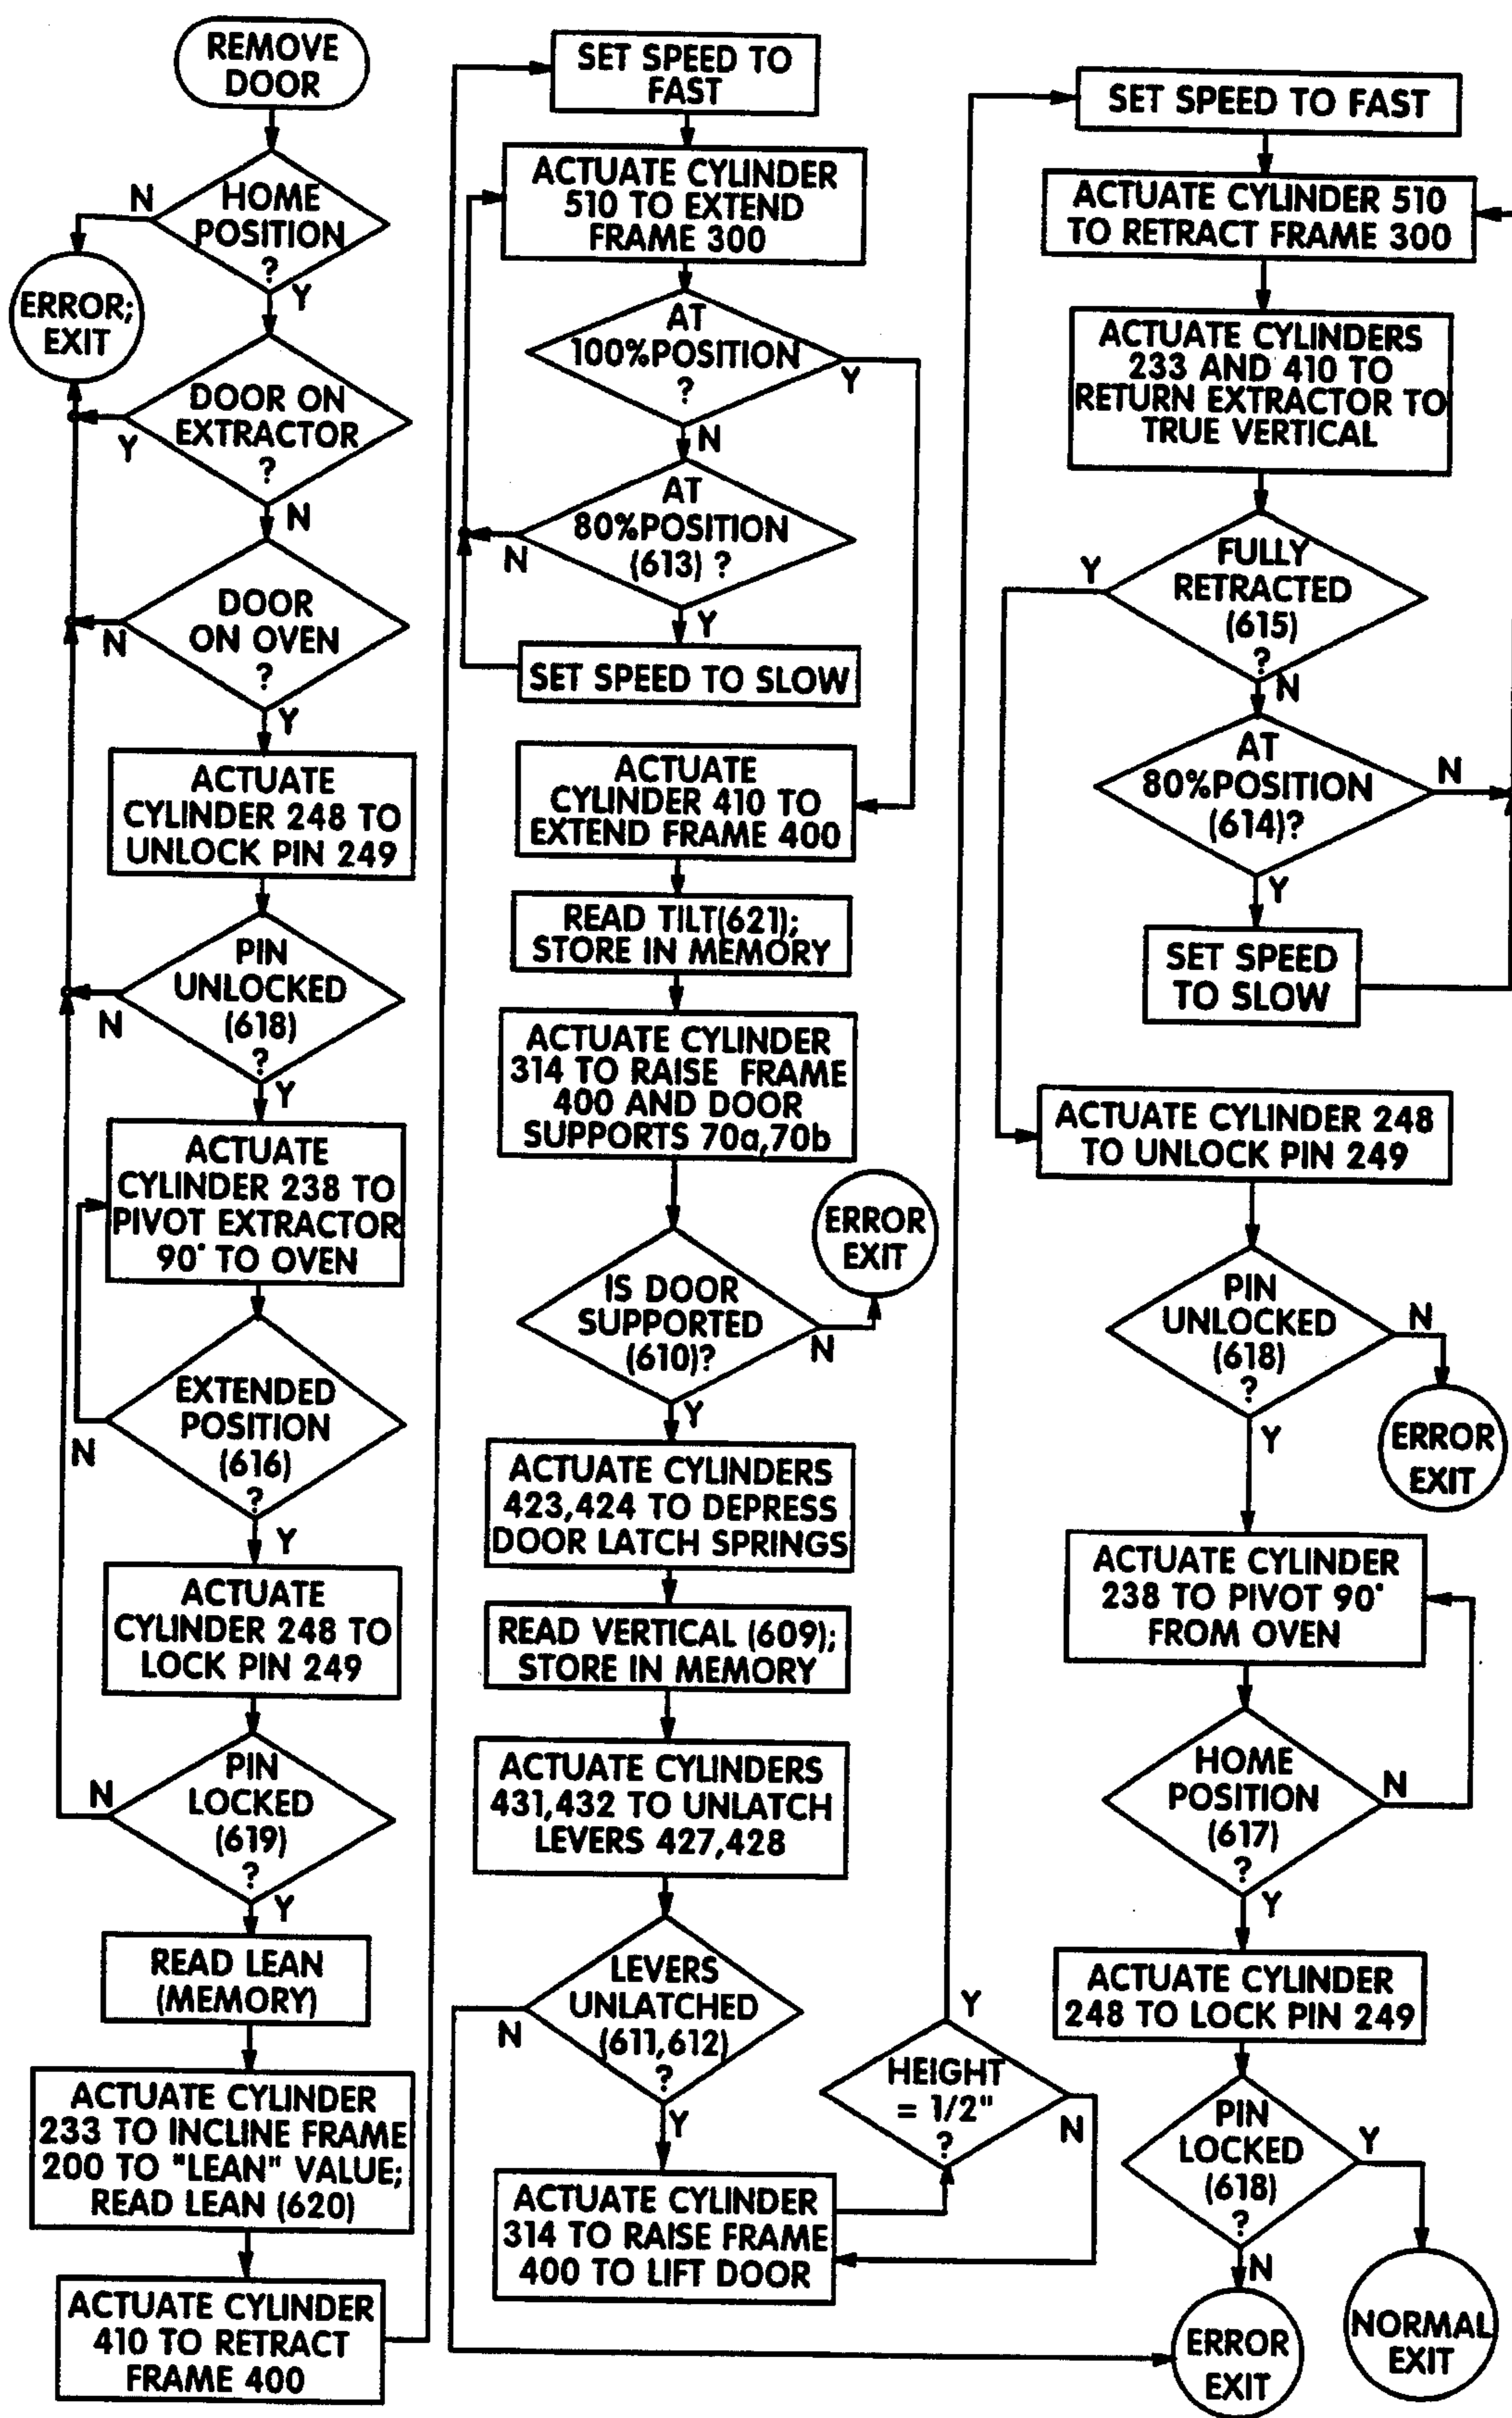 REMOVE
DOOR
HOME
POSITION
?
N
Y
ERROR;
EXIT
DOOR ON
EXTRACTOR
?
Y
N
DOOR
ON OVEN
?
N
Y
ACTUATE
CYLINDER 248 TO
UNLOCK PIN 249
PIN
UNLOCKED
(618)
?
N
Y
ACTUATE
CYLINDER 238 TO
PIVOT EXTRACTOR
90° TO OVEN
EXTENDED
POSITION
(616)
?
N
Y
ACTUATE
CYLINDER 248 TO
LOCK PIN 249
PIN
LOCKED
(619)
?
N
Y
READ LEAN
(MEMORY)
ACTUATE CYLINDER
233 TO INCLINE FRAME
200 TO "LEAN" VALUE;
READ LEAN (620)
ACTUATE CYLINDER
410 TO RETRACT
FRAME 400
SET SPEED TO
FAST
ACTUATE CYLINDER
510 TO EXTEND
FRAME 300
AT
100%POSITION
?
Y
N
AT
80%POSITION
(613) ?
N
Y
SET SPEED TO SLOW
ACTUATE
CYLINDER 410 TO
EXTEND FRAME 400
READ TILT(621);
STORE IN MEMORY
ACTUATE CYLINDER
314 TO RAISE FRAME
400 AND DOOR
SUPPORTS 70a,70b
IS DOOR
SUPPORTED
(610)?
N
Y
ERROR
EXIT
ACTUATE CYLINDERS
423,424 TO DEPRESS
DOOR LATCH SPRINGS
READ VERTICAL (609);
STORE IN MEMORY
ACTUATE CYLINDERS
431,432 TO UNLATCH
LEVERS 427,428
LEVERS
UNLATCHED
(611,612)
?
N
Y
ACTUATE CYLINDER
314 TO RAISE FRAME
400 TO LIFT DOOR
HEIGHT
= 1/2"
?
Y
N
SET SPEED TO FAST
ACTUATE CYLINDER 510
TO RETRACT FRAME 300
ACTUATE CYLINDERS
233 AND 410 TO
RETURN EXTRACTOR TO
TRUE VERTICAL
FULLY
RETRACTED
(615)
?
Y
N
AT
80%POSITION
(614)?
N
Y
SET SPEED
TO SLOW
ACTUATE CYLINDER 248
TO UNLOCK PIN 249
PIN
UNLOCKED
(618)
?
N
Y
ERROR
EXIT
ACTUATE CYLINDER
238 TO PIVOT 90°
FROM OVEN
HOME
POSITION
(617)
?
N
Y
ACTUATE CYLINDER
248 TO LOCK PIN 249
PIN
LOCKED
(618)
?
Y
N
ERROR
EXIT
NORMAL
EXIT